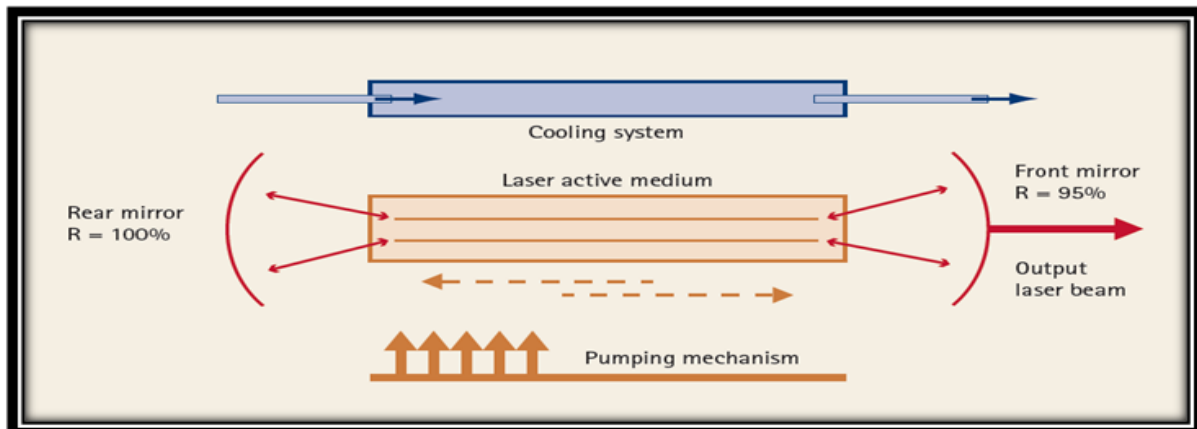 Cooling system
Laser active medium
Rear mirror
R = 100%
Front mirror
R = 95%
Output
laser beam
Pumping mechanism